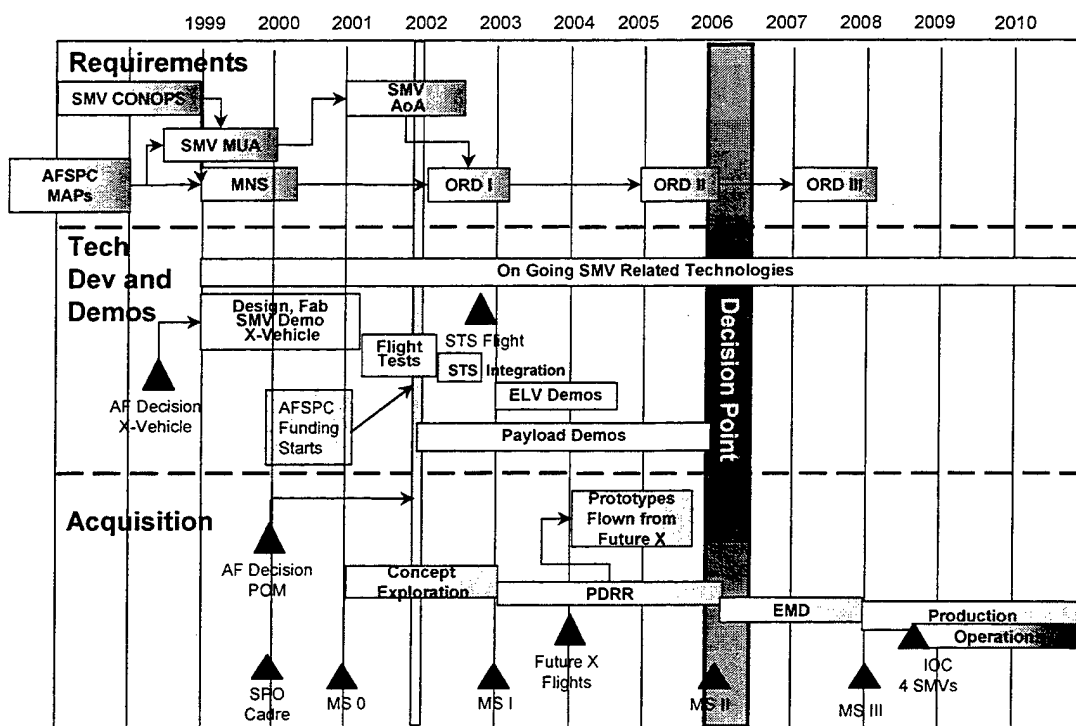 1999 2000 2001 2002 2003 2004 2005 2006 2007 2008 2009 2010
Requirements
SMV CONOPS
SMV
AoA
SMV MUA
AFSPC
MAPs
MNS
ORD I
ORD II
ORD III
Tech
Dev and
Demos
On Going SMV Related Technologies
Design, Fab
SMV Demo
X-Vehicle
STS Flight
Flight
Tests
STS Integration
ELV Demos
AF Decision
X-Vehicle
AFSPC
Funding
Starts
Payload Demos
Decision Point
Acquisition
Prototypes
Flown from
Future X
AF Decision
POM
Concept
Exploration
PDRR
EMD
Production
Operations
SPO
Cadre
MS 0
MS I
Future X
Flights
MS II
MS III
IOC
4 SMVs